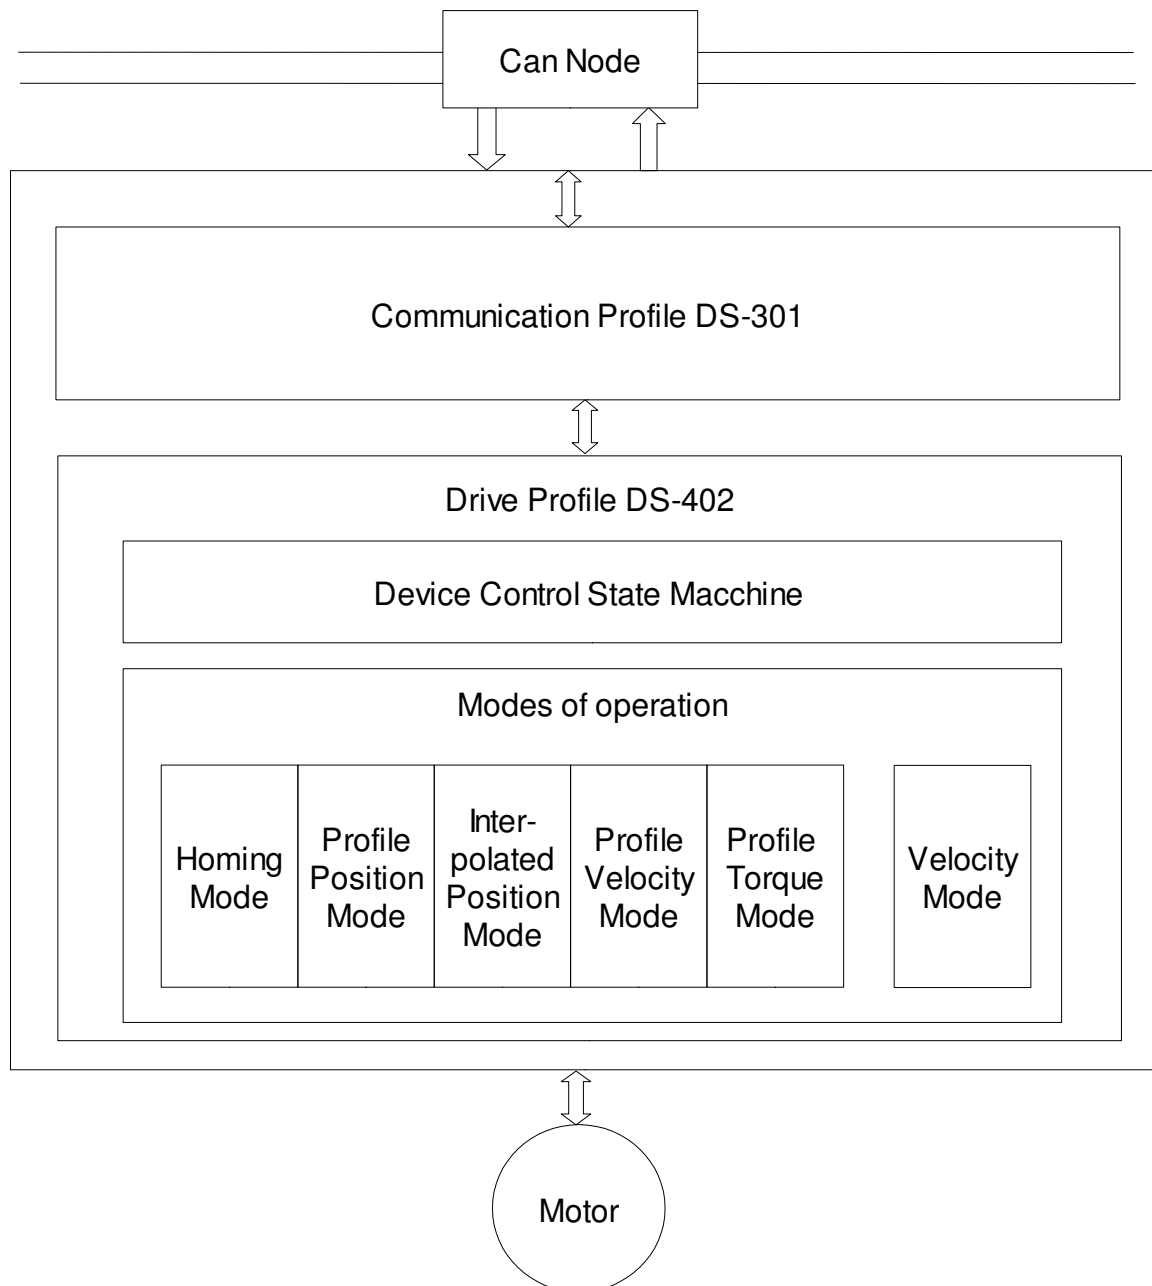 Can Node
Communication Profile DS-301
Drive Profile DS-402
Device Control State Macchine
Modes of operation
Homing
Mode
Profile
Position
Mode
Inter-
polated
Position
Mode
Profile
Velocity
Mode
Profile
Torque
Mode
Velocity
Mode
Motor